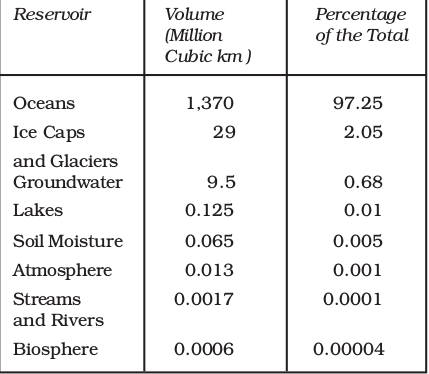 Reservoir Volume Percentage
(Million of the Total
Cubic km )
Oceans 1,370 97.25
Ice Caps 29 2.05
and Glaciers
Groundwater 9.5 0.68
Lakes 0.125 0.01
Soil Moisture 0.065 0.005
Atmosphere 0.013 0.001
Streams 0.0017 0.0001
and Rivers
Biosphere 0.0006 0.00004